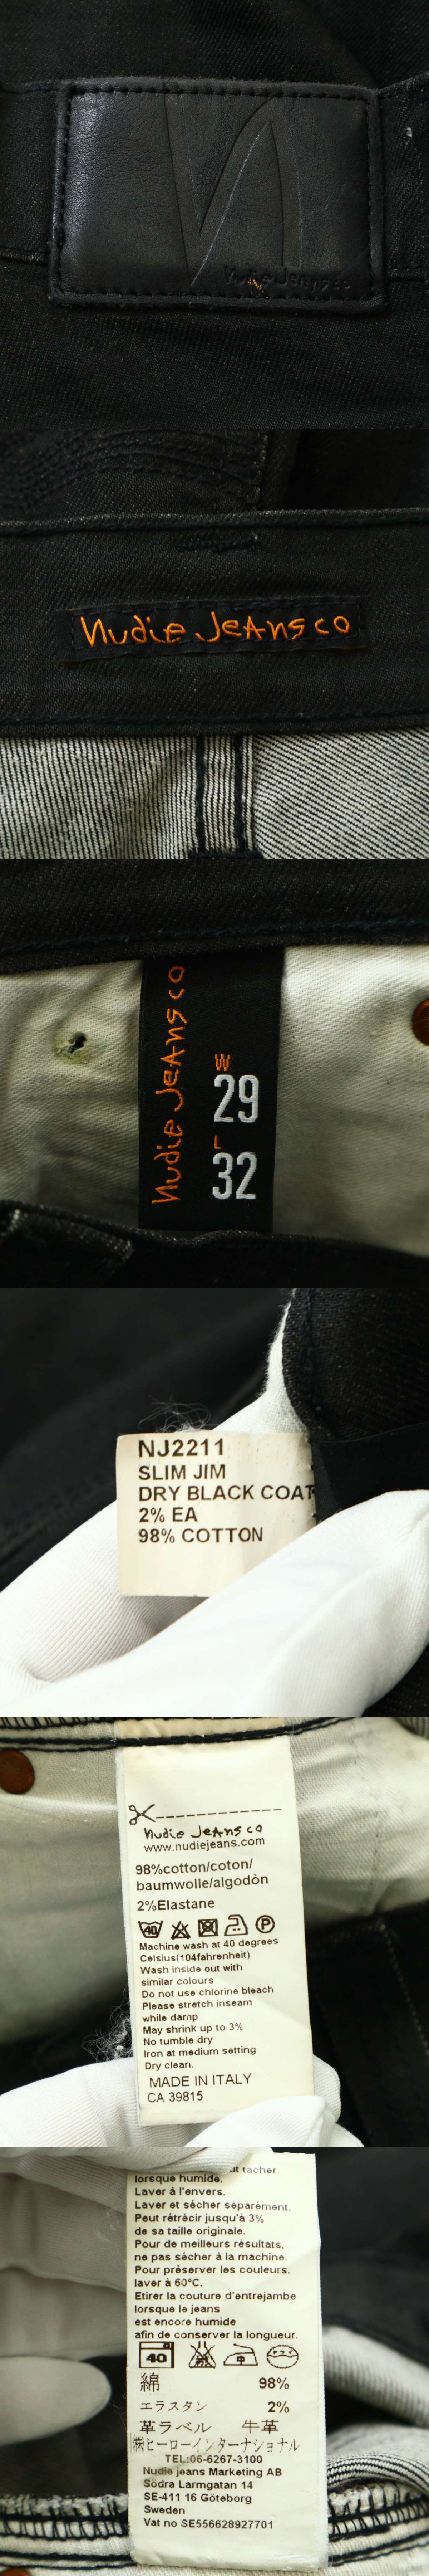 Nudie Jeans co
Nudie Jeans co
Nudie Jeans co
W
29
L
32
NJ2211
SLIM JIM
DRY BLACK COAT
2% EA
98% COTTON
Nudie Jeans co
www.nudiejeans.com
98%cotton/coton/
baumwolle/algodòn
2%Elastane
40 P
Machine wash at 40 degrees
Celsius(104fahrenheit)
Wash inside out with
similar colours
Do not use chlorine bleach
Please stretch inseam
while damp
May shrink up to 3%
No tumble dry
Iron at medium setting
Dry clean.
MADE IN ITALY
CA 39815
tacher
lorsque humide.
Laver à l'envers.
Laver et sécher séparément.
Peut rétrécir jusqu'à 3%
de sa taille originale.
Pour de meilleurs résultats,
ne pas sécher à la machine.
Pour préserver les couleurs,
laver à 60°C.
Etirer la couture d'entrejambe
lorsque le jeans
est encore humide
afin de conserver la longueur.
40
綿 98%
エラスタン 2%
革ラベル 牛革
㈱ヒーローインターナショナル
TEL:06-6267-3100
Nudie jeans Marketing AB
Södra Larmgatan 14
SE-411 16 Göteborg
Sweden
Vat no SE556628927701